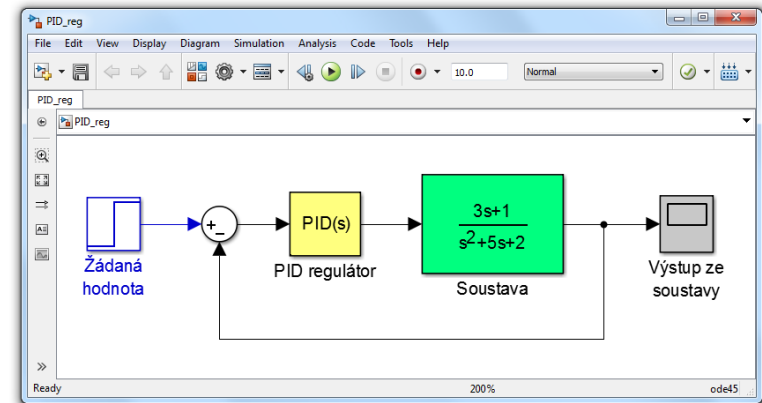 PID_reg
File Edit View Display Diagram Simulation Analysis Code Tools Help
10.0 Normal
PID_reg
PID_reg
+
−
PID(s)
3s+1
s²+5s+2
Žádaná
hodnota
PID regulátor
Soustava
Výstup ze
soustavy
Ready 200% ode45